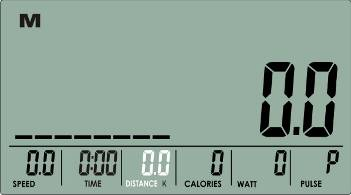 M
0.0
0.0 0:00 0.0 0 0 P
SPEED TIME DISTANCE K CALORIES WATT PULSE